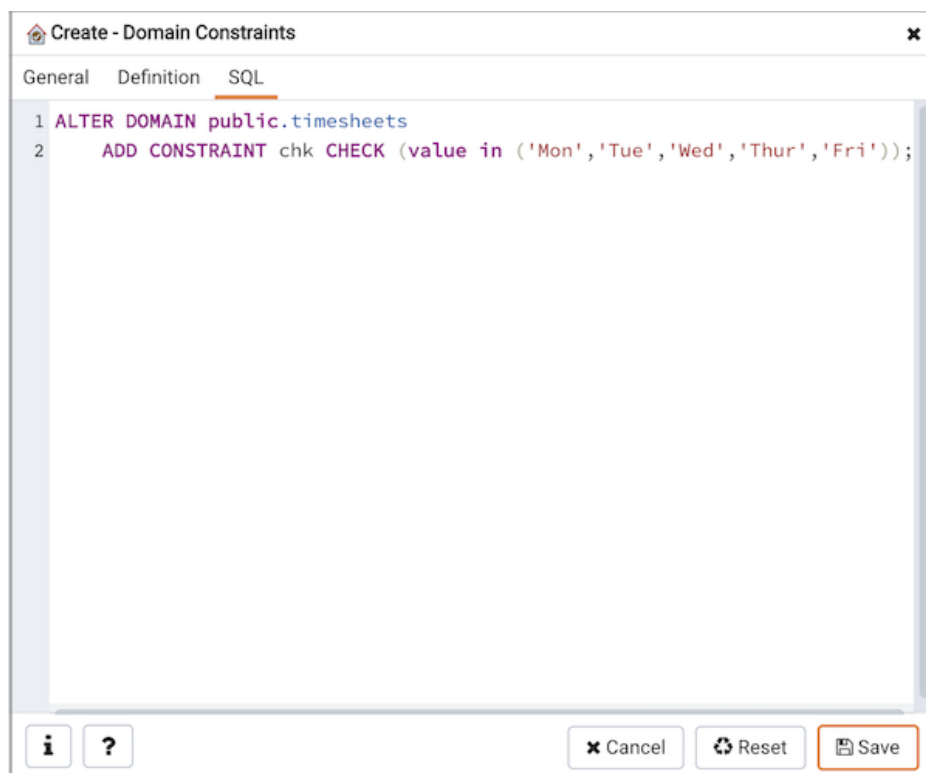 Create - Domain Constraints
General Definition SQL
1 ALTER DOMAIN public.timesheets
2 ADD CONSTRAINT chk CHECK (value in ('Mon','Tue','Wed','Thur','Fri'));
i ? Cancel Reset Save